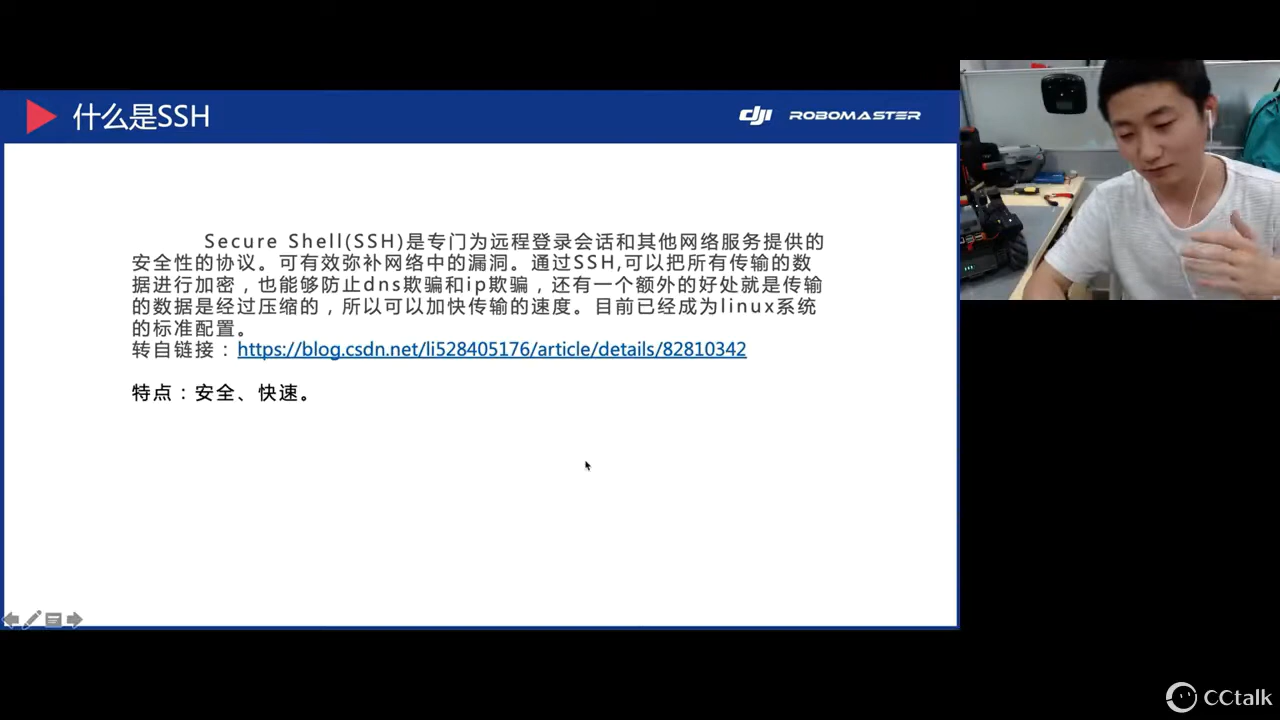 什么是SSH
dji ROBOMASTER
Secure Shell(SSH)是专门为远程登录会话和其他网络服务提供的
安全性的协议。可有效弥补网络中的漏洞。通过SSH,可以把所有传输的数
据进行加密，也能够防止dns欺骗和ip欺骗，还有一个额外的好处就是传输
的数据是经过压缩的，所以可以加快传输的速度。目前已经成为linux系统
的标准配置。
转自链接：https://blog.csdn.net/li528405176/article/details/82810342
特点：安全、快速。
CCtalk